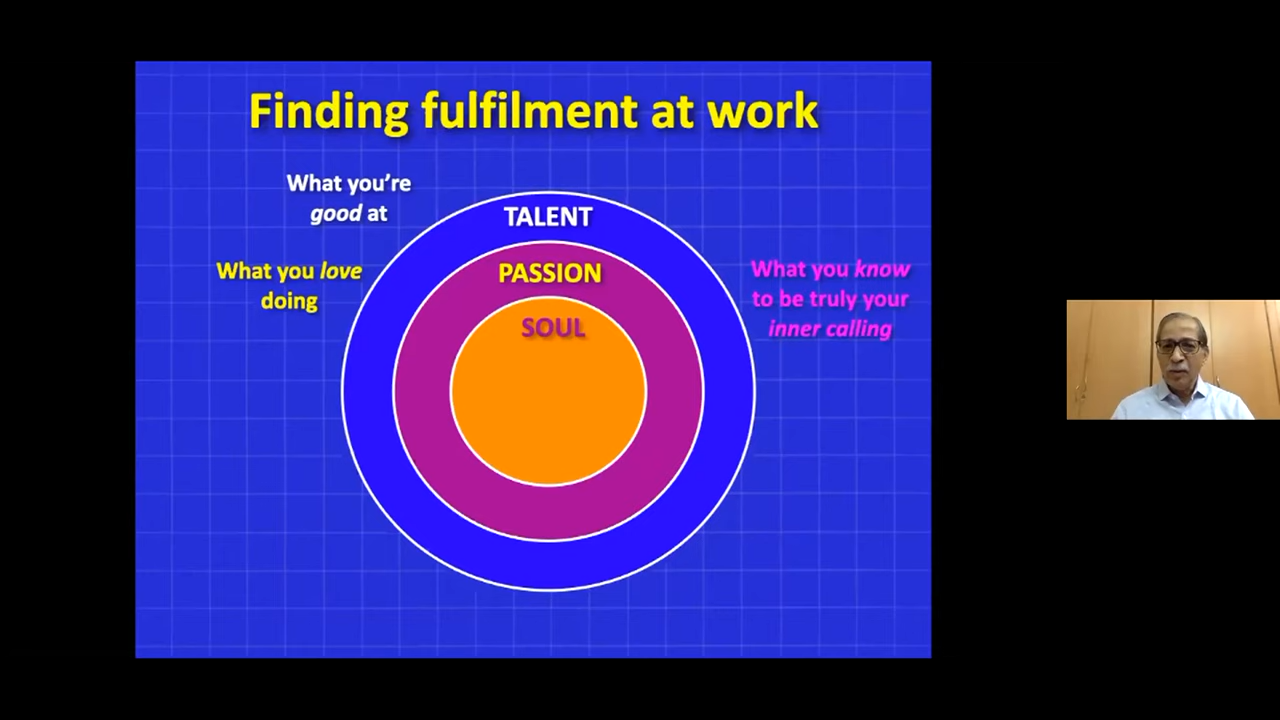 Finding fulfilment at work
What you're
good at
TALENT
What you love
doing
PASSION
What you know
to be truly your
inner calling
SOUL